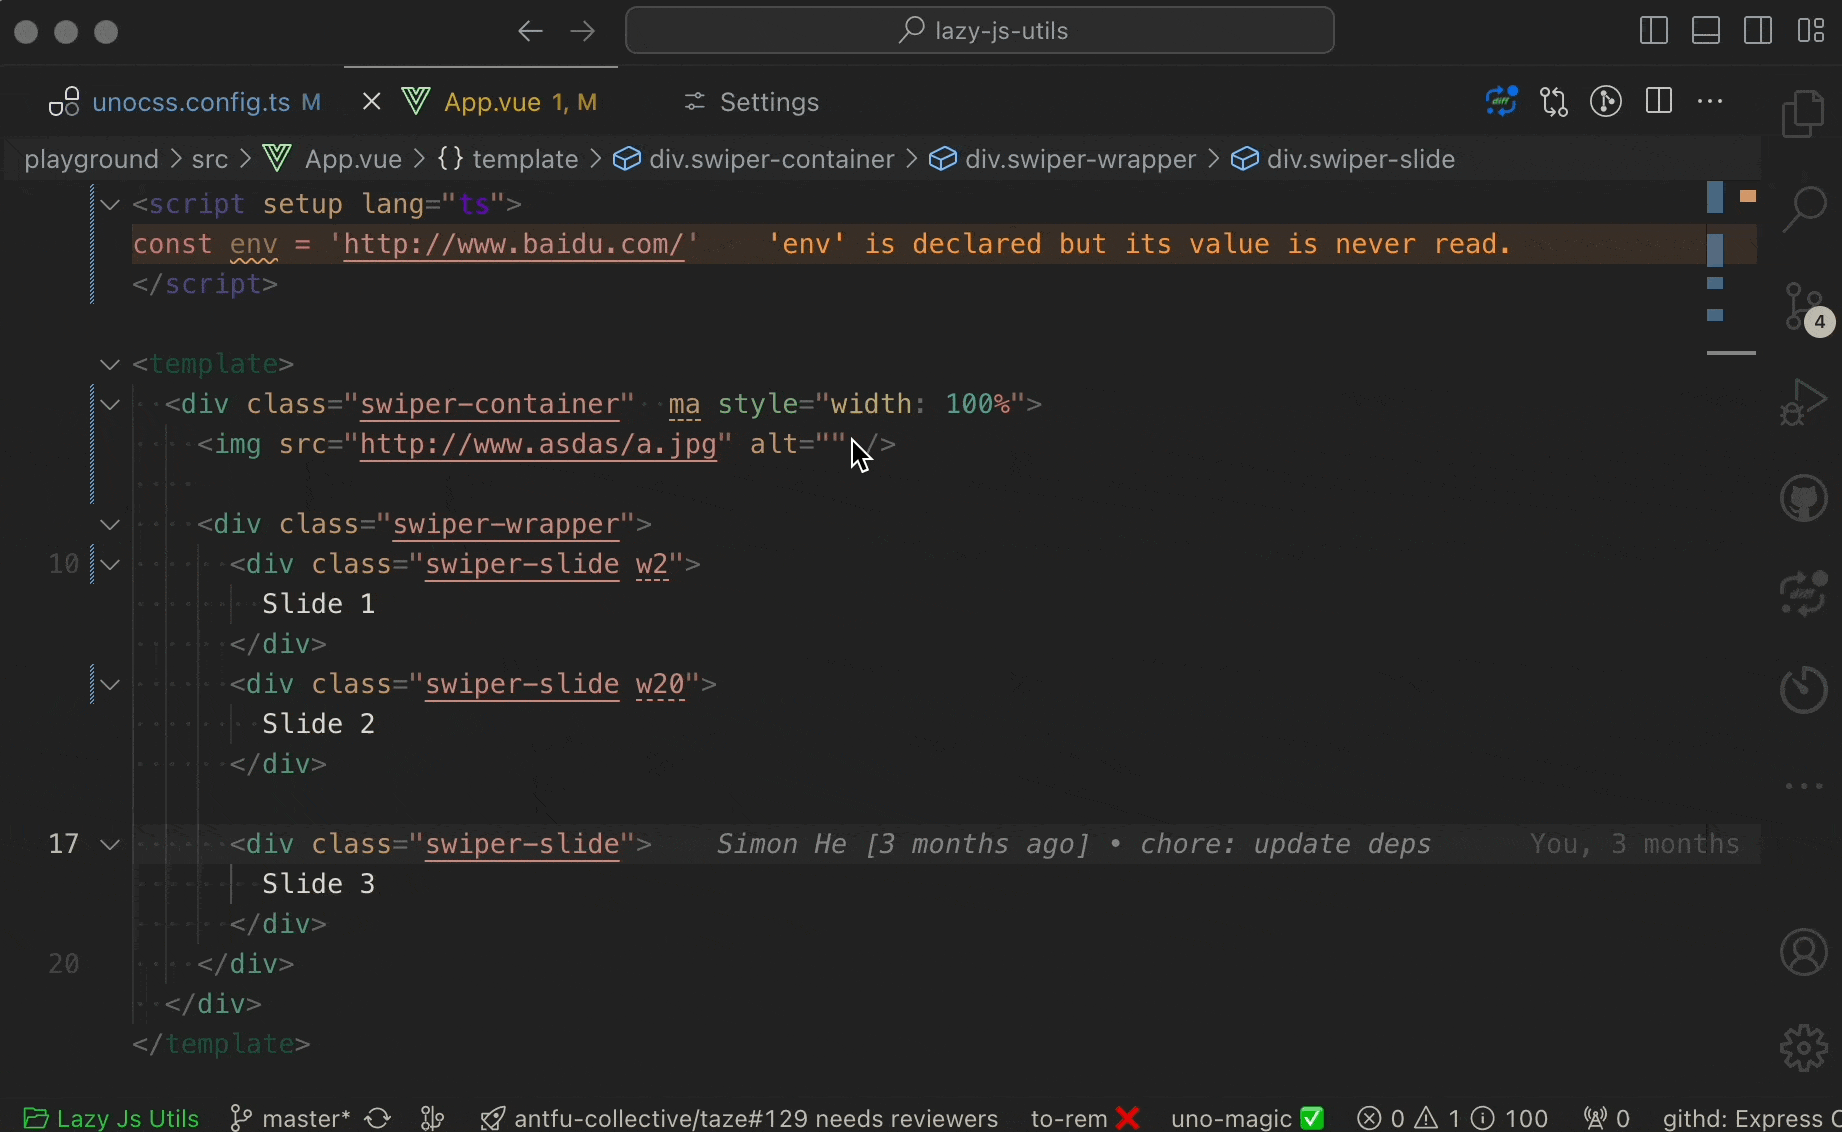 lazy-js-utils
unocss.config.ts M
App.vue 1, M
Settings
playground > src > App.vue > {} template > div.swiper-container > div.swiper-wrapper > div.swiper-slide
<script setup lang="ts">
const env = 'http://www.baidu.com/' 'env' is declared but its value is never read.
</script>
<template>
<div class="swiper-container" ma style="width: 100%">
<img src="http://www.asdas/a.jpg" alt="" />
<div class="swiper-wrapper">
10 <div class="swiper-slide w2">
Slide 1
</div>
<div class="swiper-slide w20">
Slide 2
</div>
17 <div class="swiper-slide"> Simon He [3 months ago] • chore: update deps You, 3 months
Slide 3
</div>
20 </div>
</div>
</template>
4
Lazy Js Utils master* antfu-collective/taze#129 needs reviewers to-rem ❌ uno-magic ✅ 0 1 100 0 githd: Express